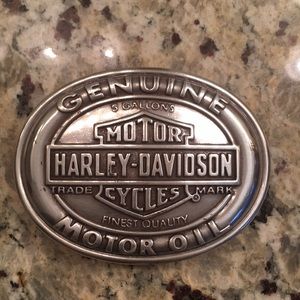 GENUINE
5 GALLONS
MOTOR
HARLEY-DAVIDSON
TRADE MARK
CYCLES ®
FINEST QUALITY
MOTOR OIL